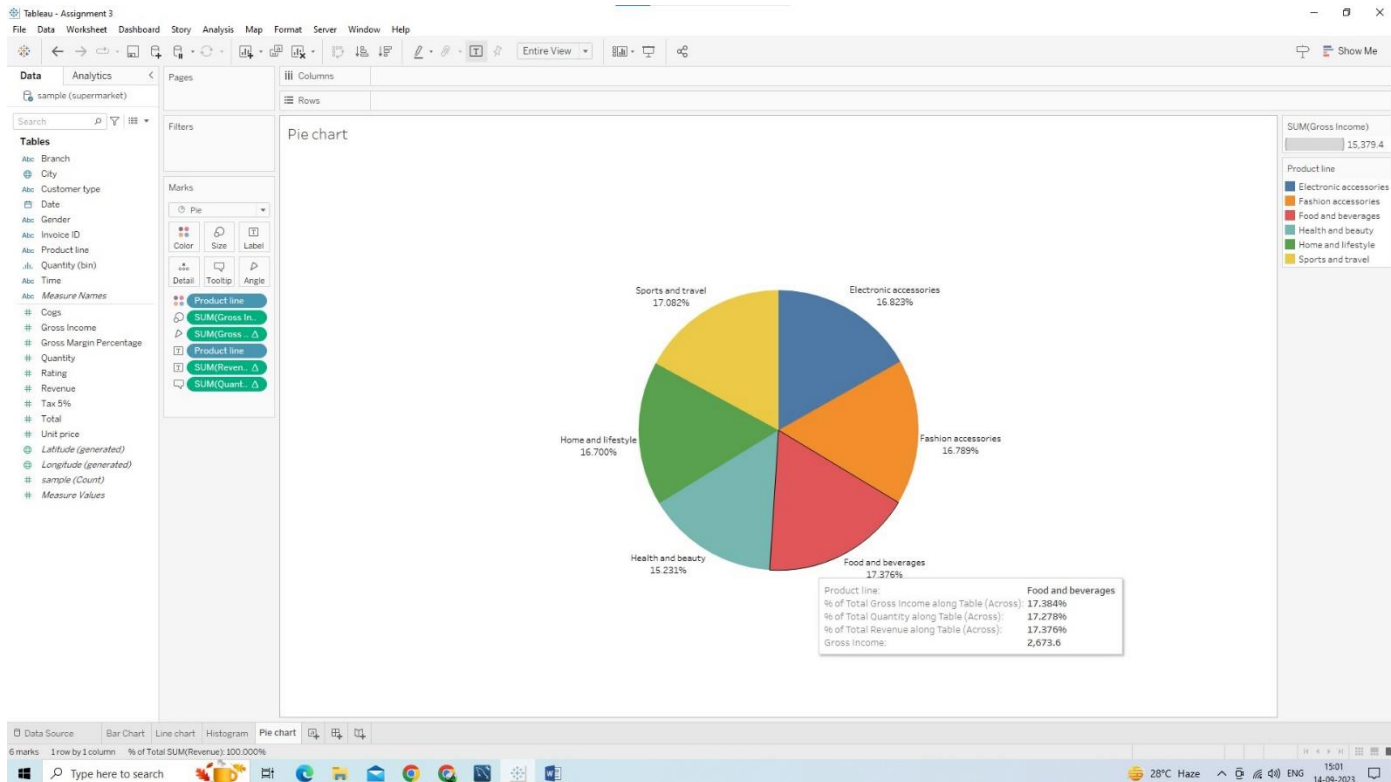 Tableau - Assignment 3
File Data Worksheet Dashboard Story Analysis Map Format Server Window Help
Entire View
Show Me
Data Analytics
Pages
Columns
sample (supermarket)
Rows
Search
Filters
Pie chart
SUM(Gross Income)
15,379.4
Tables
Abc Branch
City
Abc Customer type
Date
Abc Gender
Abc Invoice ID
Abc Product line
Quantity (bin)
Abc Time
Abc Measure Names
# Cogs
# Gross Income
# Gross Margin Percentage
# Quantity
# Rating
# Revenue
# Tax 5%
# Total
# Unit price
Latitude (generated)
Longitude (generated)
# sample (Count)
# Measure Values
Marks
Pie
Color Size Label
Detail Tooltip Angle
Product line
SUM(Gross In..
SUM(Gross .. Δ
Product line
SUM(Reven.. Δ
SUM(Quant.. Δ
Product line
Electronic accessories
Fashion accessories
Food and beverages
Health and beauty
Home and lifestyle
Sports and travel
Sports and travel
17.082%
Electronic accessories
16.823%
Home and lifestyle
16.700%
Fashion accessories
16.789%
Health and beauty
15.231%
Food and beverages
17.376%
Product line: Food and beverages
% of Total Gross Income along Table (Across): 17.384%
% of Total Quantity along Table (Across): 17.278%
% of Total Revenue along Table (Across): 17.376%
Gross Income: 2,673.6
Data Source Bar Chart Line chart Histogram Pie chart
6 marks 1 row by 1 column % of Total SUM(Revenue): 100.000%
Type here to search
28°C Haze
ENG
15:01
14-09-2023